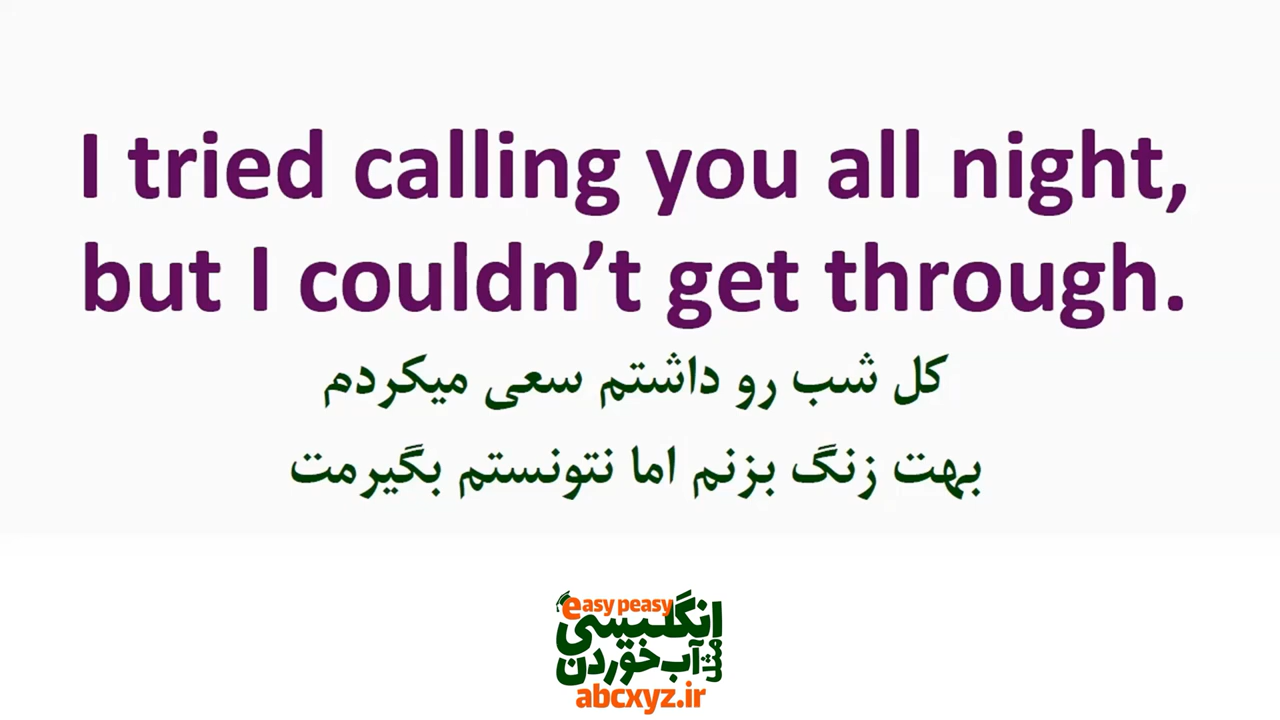 I tried calling you all night,
but I couldn’t get through.
کل شب رو داشتم سعی میکردم
بهت زنگ بزنم اما نتونستم بگیرمت
easy peasy
انگلیسی
مثل آب خوردن
abcxyz.ir